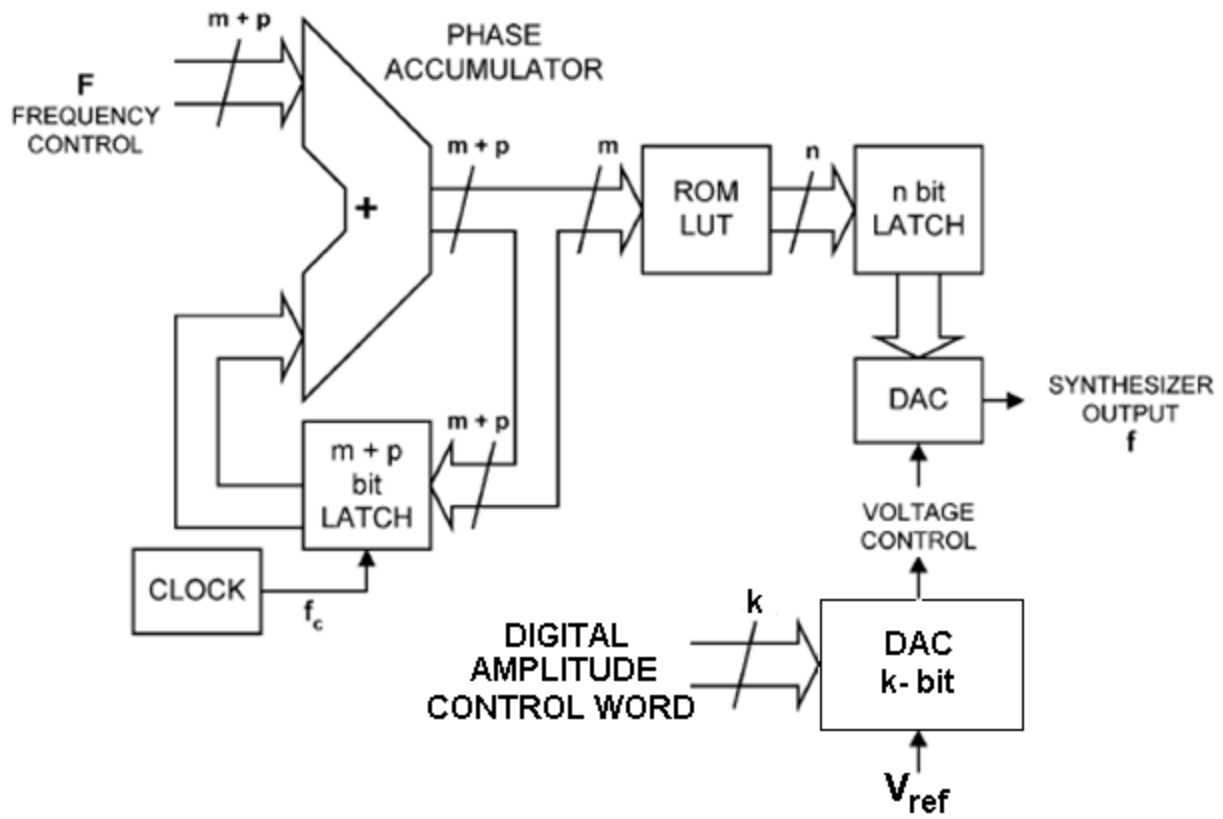 m + p
PHASE
ACCUMULATOR
F
FREQUENCY
CONTROL
m + p
m
n
+
ROM
LUT
n bit
LATCH
DAC
SYNTHESIZER
OUTPUT
f
m + p
m + p
bit
LATCH
VOLTAGE
CONTROL
CLOCK
fc
k
DIGITAL
AMPLITUDE
CONTROL WORD
DAC
k- bit
Vref